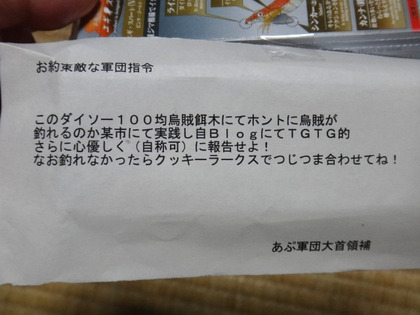 お約束敵な軍団指令
このダイソー１００均烏賊餌木にてホントに烏賊が
釣れるのか某市にて実践し自ＢｌｏｇにてＴＧＴＧ的
さらに心優しく（自称可）に報告せよ！
なお釣れなかったらクッキーラークスでつじつま合わせてね！
あぶ軍団大首領補